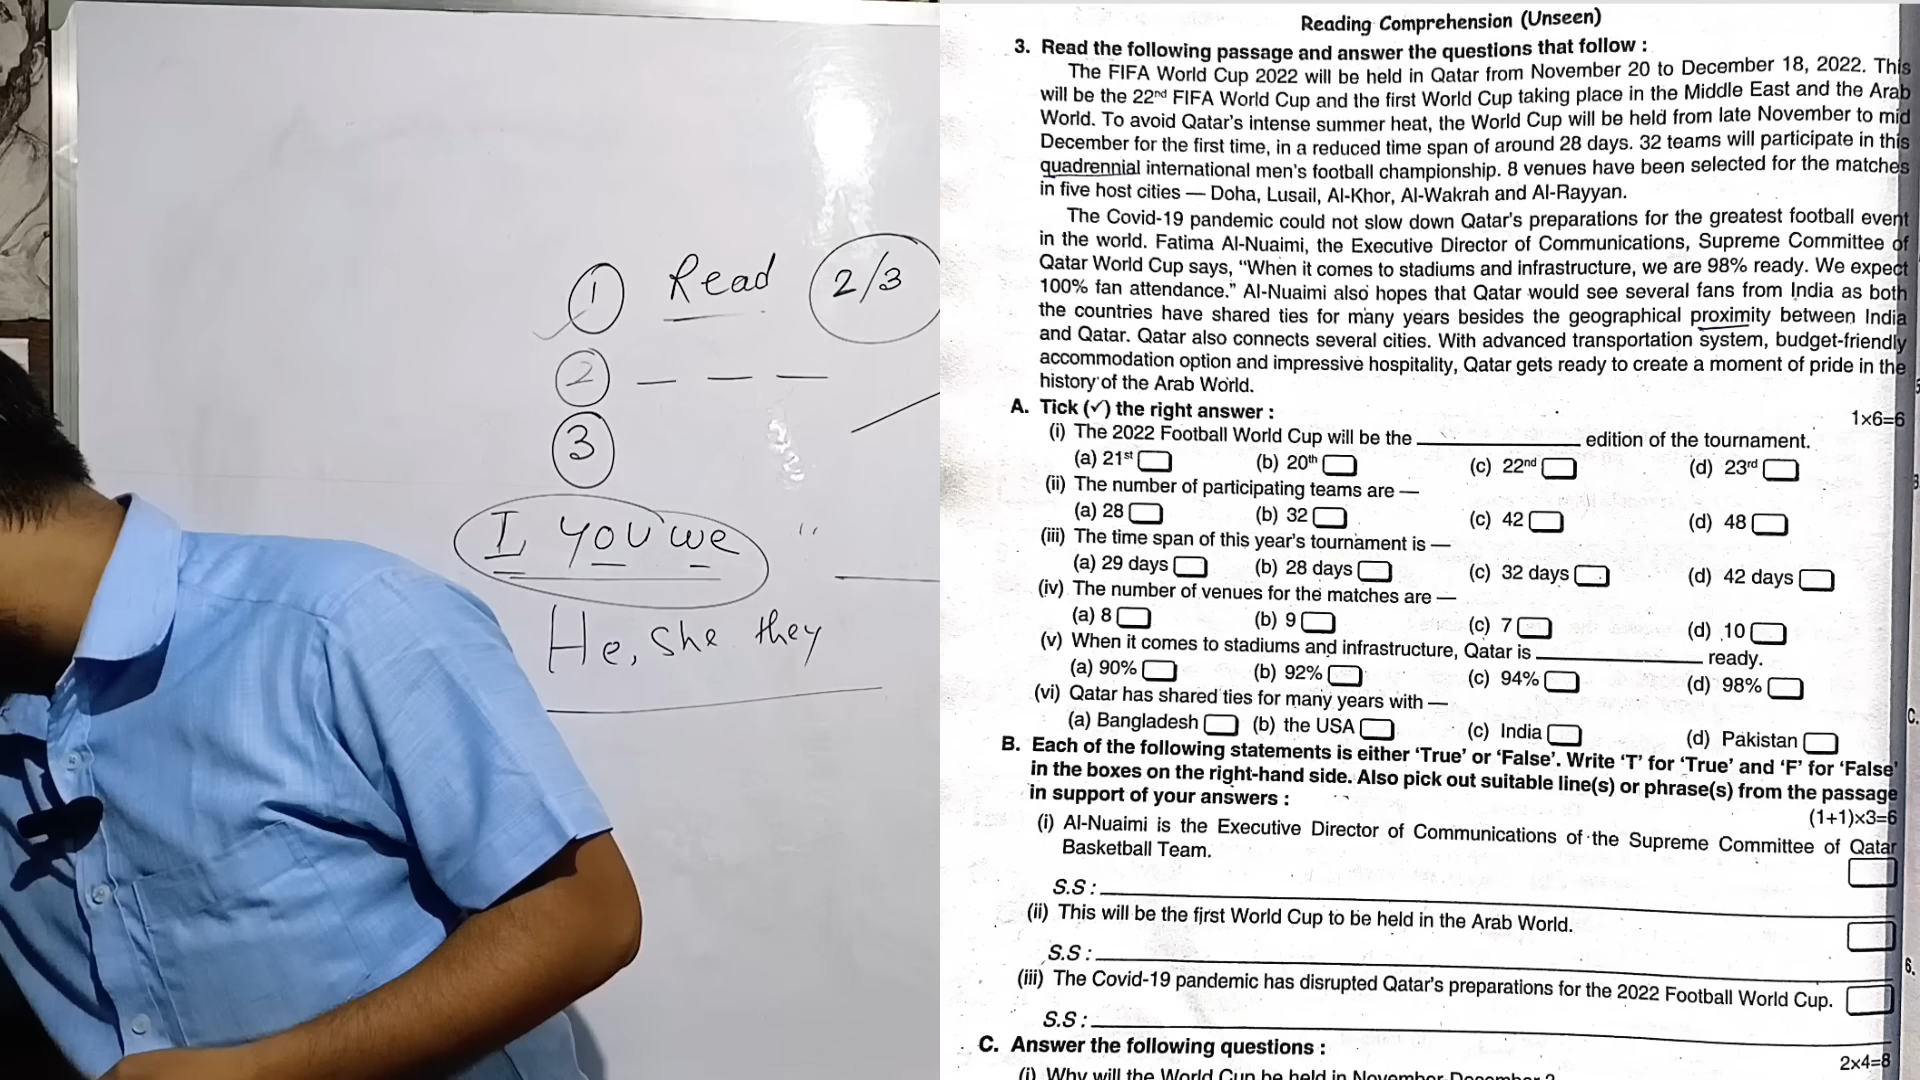 1 Read 2/3
2
3
I, you we
He, she they
Reading Comprehension (Unseen)
3. Read the following passage and answer the questions that follow :
The FIFA World Cup 2022 will be held in Qatar from November 20 to December 18, 2022. This
will be the 22nd FIFA World Cup and the first World Cup taking place in the Middle East and the Arab
World. To avoid Qatar's intense summer heat, the World Cup will be held from late November to mid
December for the first time, in a reduced time span of around 28 days. 32 teams will participate in this
quadrennial international men's football championship. 8 venues have been selected for the matches
in five host cities — Doha, Lusail, Al-Khor, Al-Wakrah and Al-Rayyan.
The Covid-19 pandemic could not slow down Qatar's preparations for the greatest football event
in the world. Fatima Al-Nuaimi, the Executive Director of Communications, Supreme Committee of
Qatar World Cup says, “When it comes to stadiums and infrastructure, we are 98% ready. We expect
100% fan attendance.” Al-Nuaimi also hopes that Qatar would see several fans from India as both
the countries have shared ties for many years besides the geographical proximity between India
and Qatar. Qatar also connects several cities. With advanced transportation system, budget-friendly
accommodation option and impressive hospitality, Qatar gets ready to create a moment of pride in the
history of the Arab World.
A. Tick (✓) the right answer : 1×6=6
(i) The 2022 Football World Cup will be the ____________ edition of the tournament.
(a) 21st (b) 20th (c) 22nd (d) 23rd
(ii) The number of participating teams are —
(a) 28 (b) 32 (c) 42 (d) 48
(iii) The time span of this year's tournament is —
(a) 29 days (b) 28 days (c) 32 days (d) 42 days
(iv) The number of venues for the matches are —
(a) 8 (b) 9 (c) 7 (d) 10
(v) When it comes to stadiums and infrastructure, Qatar is ____________ ready.
(a) 90% (b) 92% (c) 94% (d) 98%
(vi) Qatar has shared ties for many years with —
(a) Bangladesh (b) the USA (c) India (d) Pakistan
B. Each of the following statements is either ‘True’ or ‘False’. Write ‘T’ for ‘True’ and ‘F’ for ‘False’
in the boxes on the right-hand side. Also pick out suitable line(s) or phrase(s) from the passage
in support of your answers : (1+1)×3=6
(i) Al-Nuaimi is the Executive Director of Communications of the Supreme Committee of Qatar
Basketball Team.
S.S :
(ii) This will be the first World Cup to be held in the Arab World.
S.S :
(iii) The Covid-19 pandemic has disrupted Qatar's preparations for the 2022 Football World Cup.
S.S :
C. Answer the following questions : 2×4=8
(i) Why will the World Cup be held in November-December ?